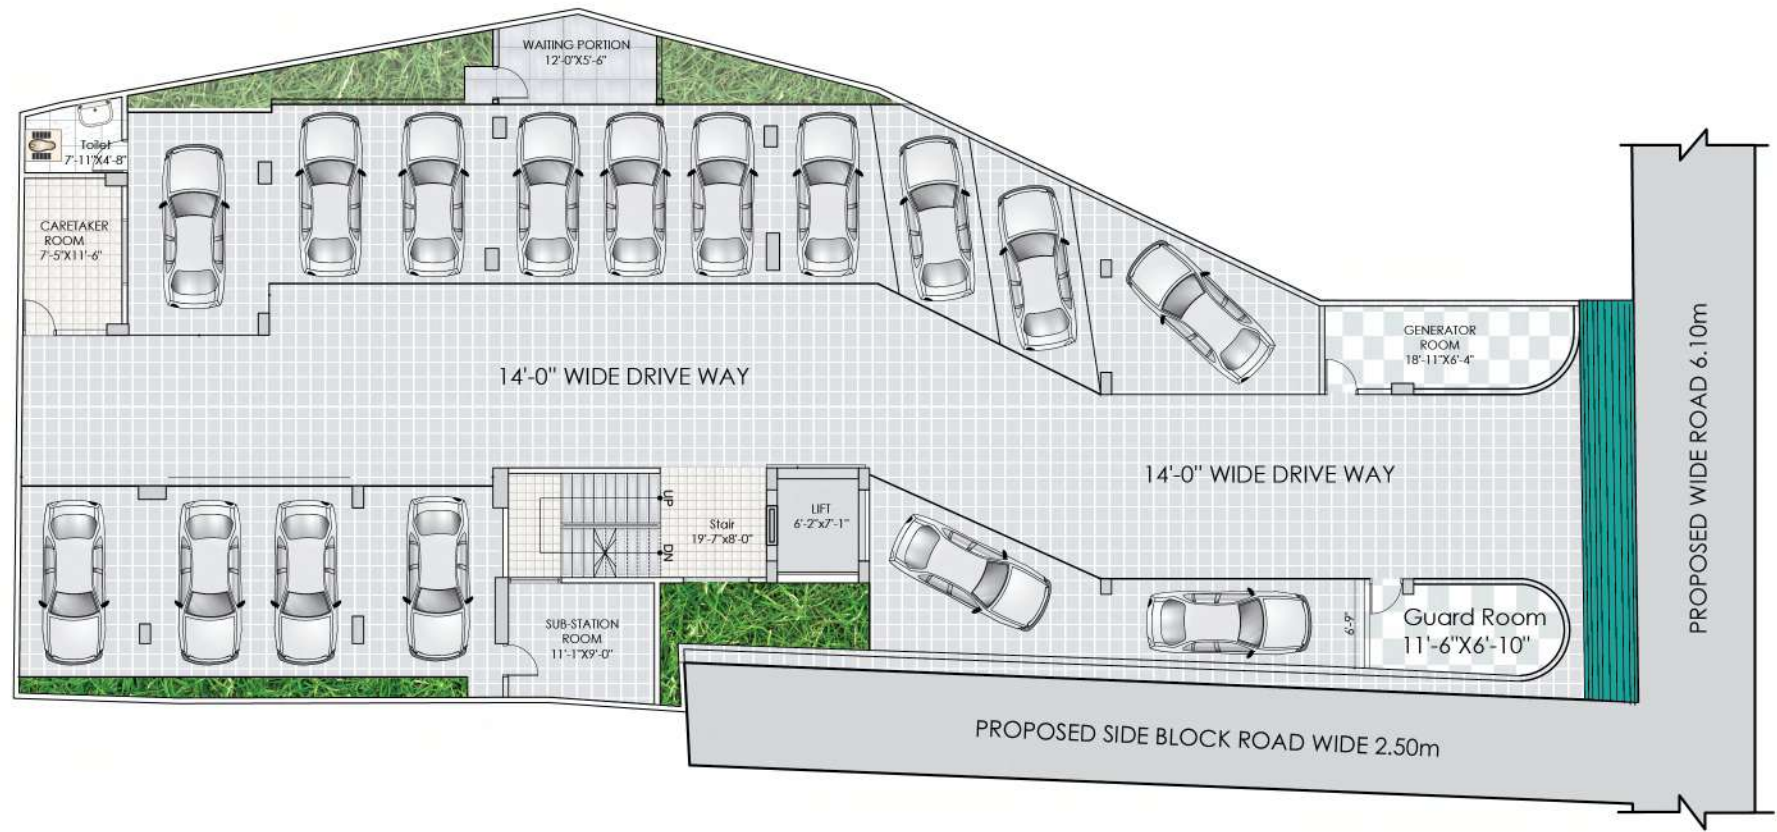 WAITING PORTION
12'-0"X5'-6"
Toilet
7'-11"X4'-8"
CARETAKER
ROOM
7'-5"X11'-6"
GENERATOR
ROOM
18'-11"X6'-4"
14'-0" WIDE DRIVE WAY
14'-0" WIDE DRIVE WAY
PROPOSED WIDE ROAD 6.10m
UP
DN
Stair
19'-7"x8'-0"
LIFT
6'-2"x7'-1"
SUB-STATION
ROOM
11'-1"X9'-0"
6'-9"
Guard Room
11'-6"X6'-10"
PROPOSED SIDE BLOCK ROAD WIDE 2.50m